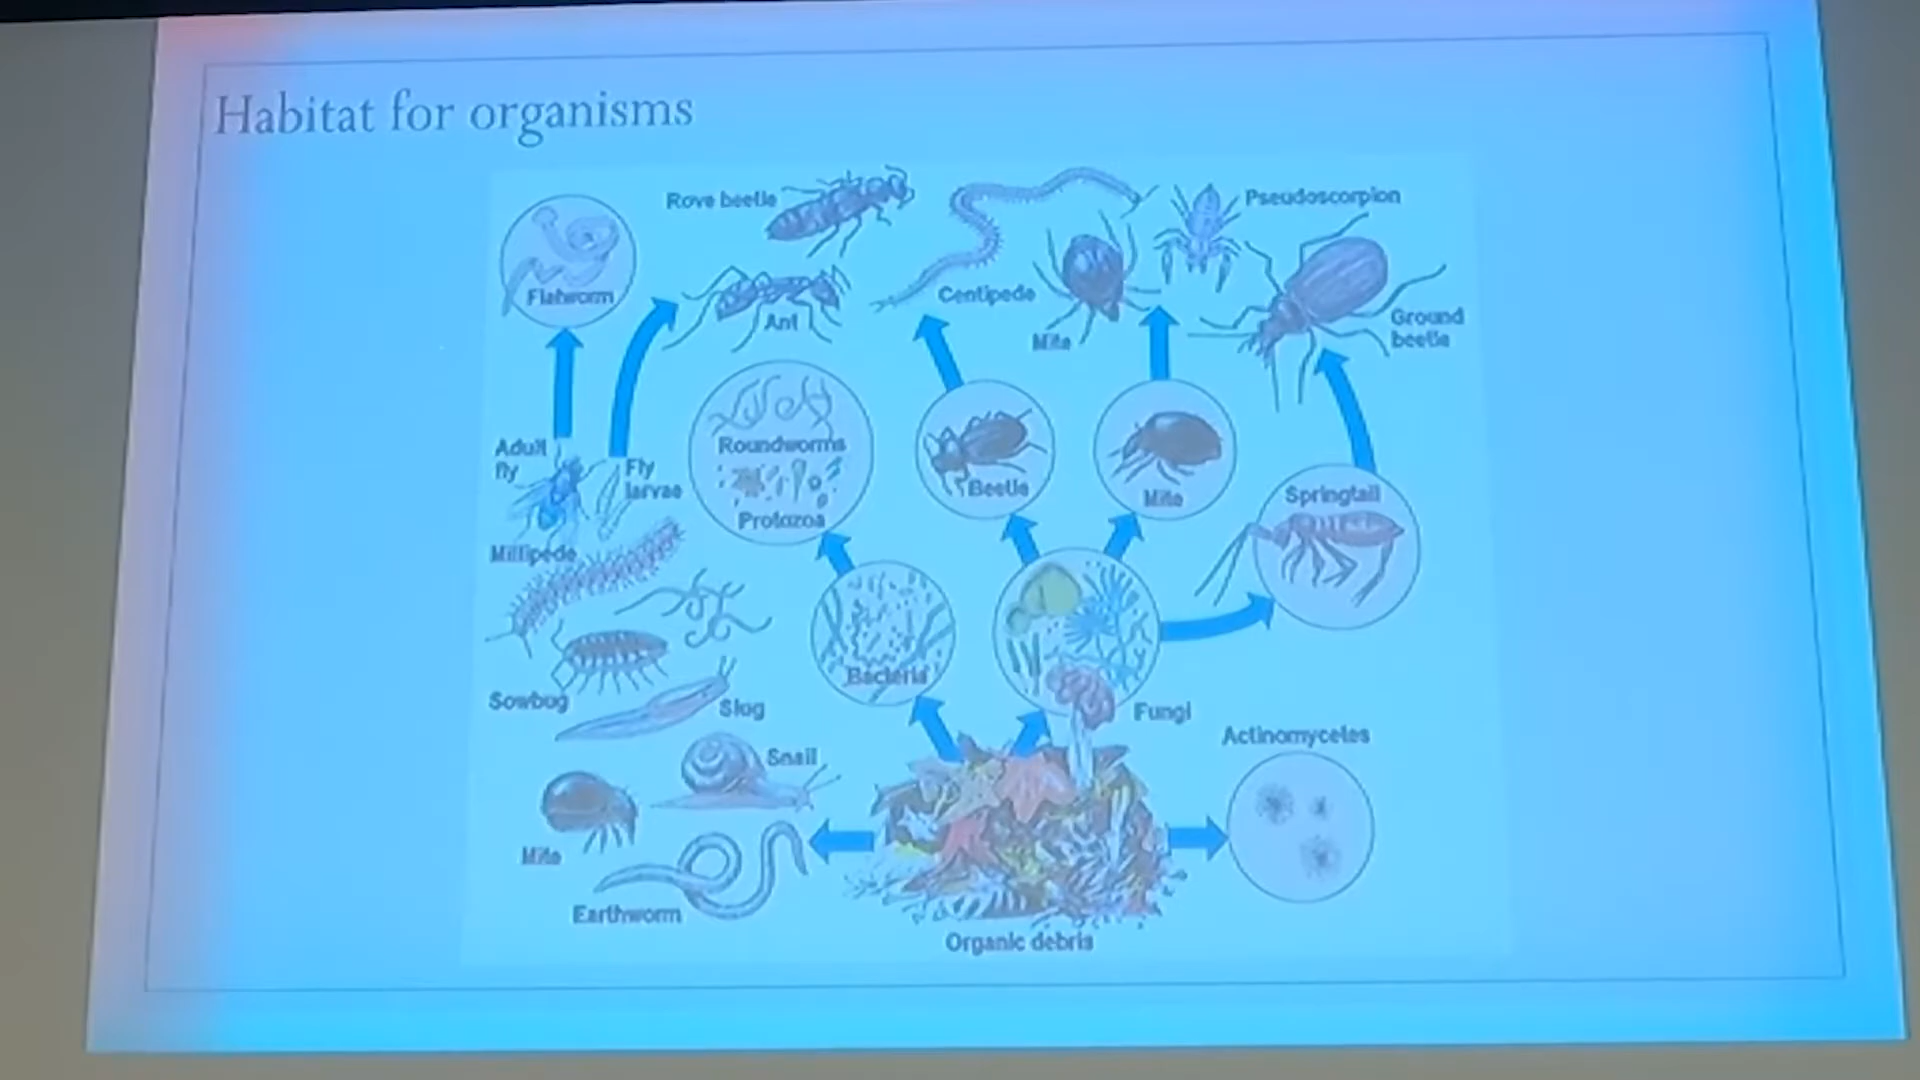 Habitat for organisms
Rove beetle
Pseudoscorpion
Flatworm
Ant
Centipede
Mite
Ground
beetle
Adult
fly
Fly
larvae
Roundworms
Protozoa
Beetle
Mite
Springtail
Millipede
Bacteria
Sowbug
Slug
Fungi
Actinomycetes
Snail
Mite
Earthworm
Organic debris